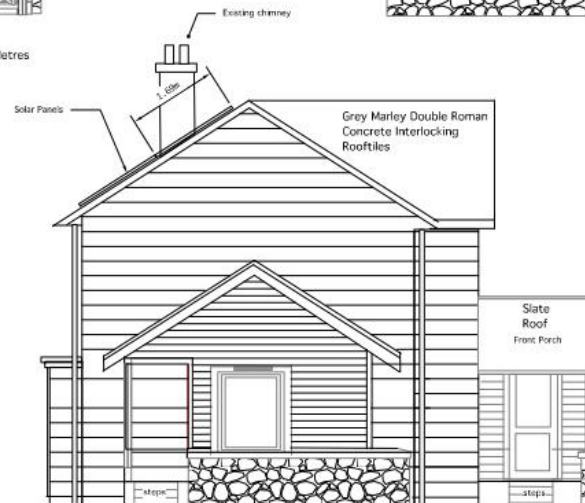 Existing chimney
etres
1.69m
Solar Panels
Grey Marley Double Roman
Concrete Interlocking
Rooftiles
Slate
Roof
Front Porch
steps
steps